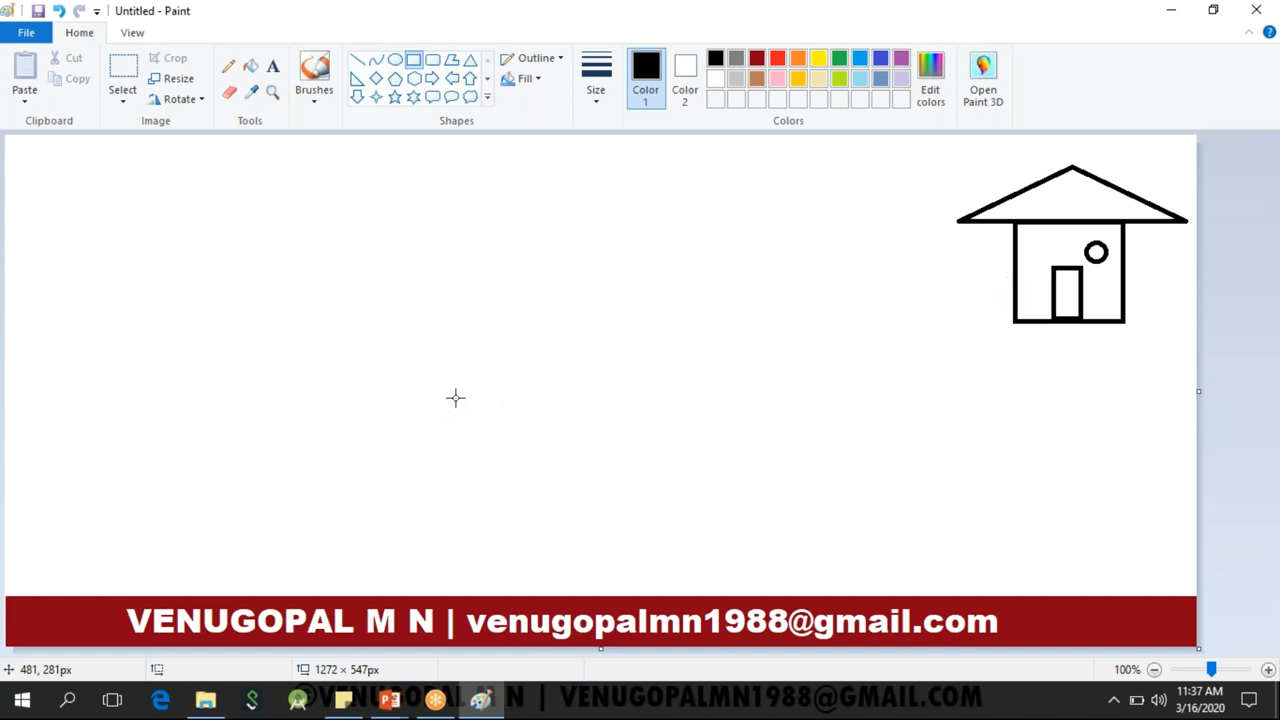 Untitled - Paint
File Home View
Paste
Cut
Copy
Clipboard
Select
Crop
Resize
Rotate
Image
Tools
Brushes
Shapes
Outline
Fill
Size
Color 1
Color 2
Colors
Edit colors
Open Paint 3D
VENUGOPAL M N | venugopalmn1988@gmail.com
481, 281px
1272 × 547px
100%
©VENUGOPAL M N | VENUGOPALMN1988@GMAL.COM
11:37 AM
3/16/2020